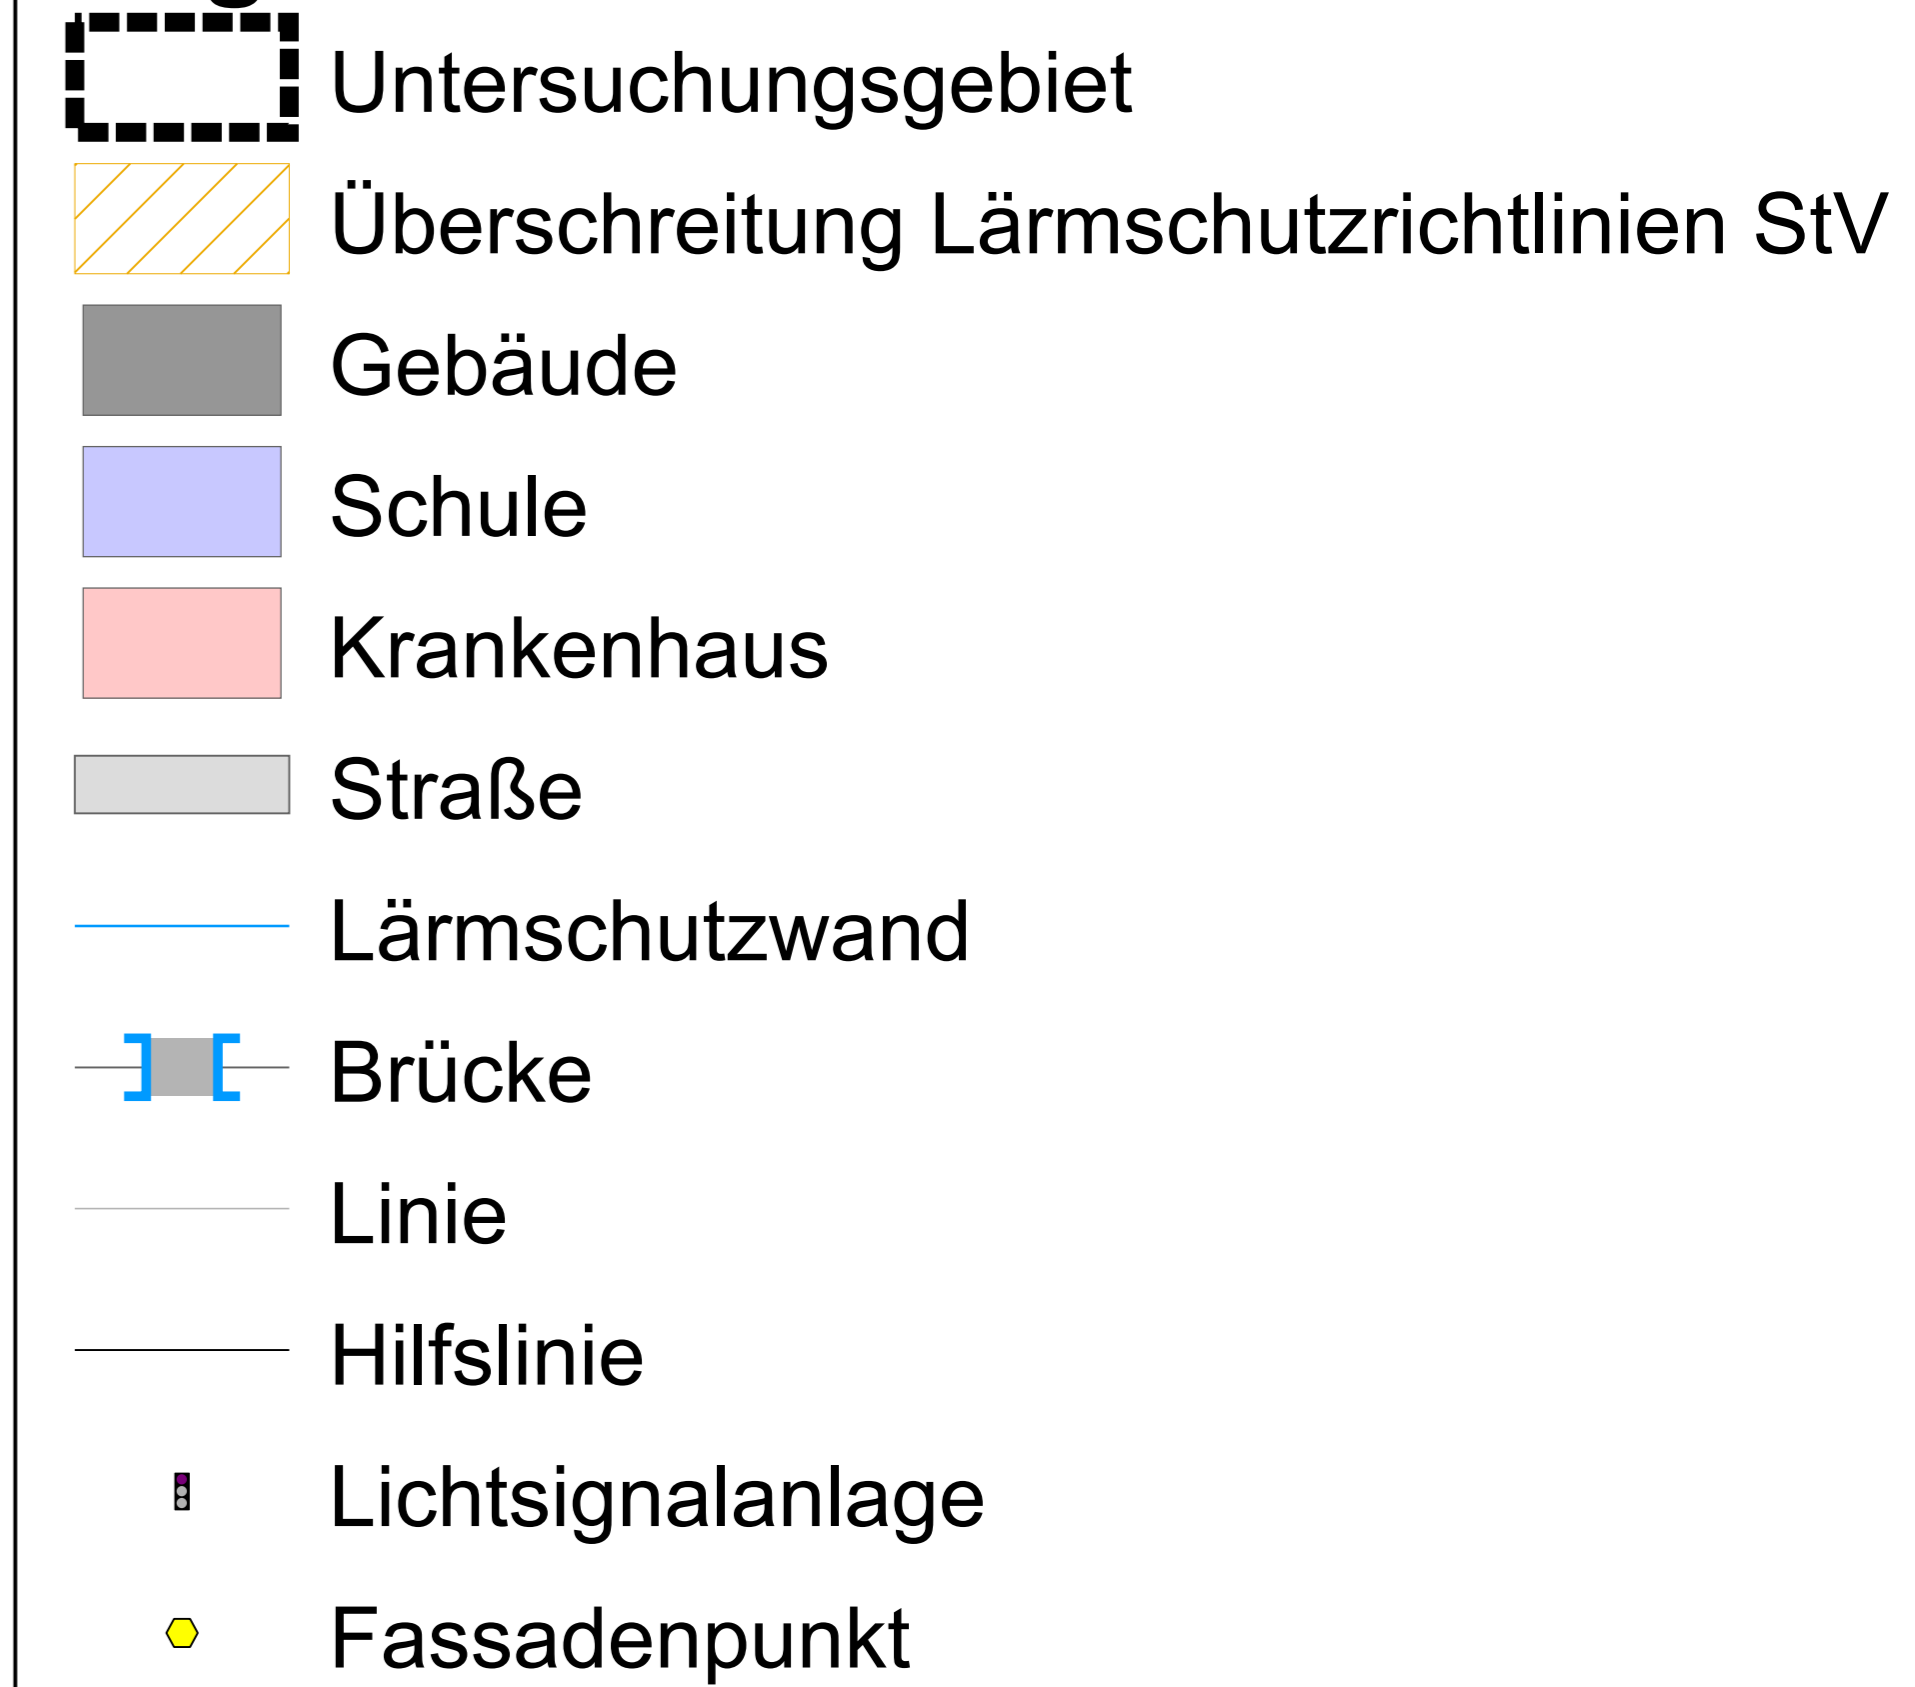 Untersuchungsgebiet
Überschreitung Lärmschutzrichtlinien StV
Gebäude
Schule
Krankenhaus
Straße
Lärmschutzwand
Brücke
Linie
Hilfslinie
Lichtsignalanlage
Fassadenpunkt